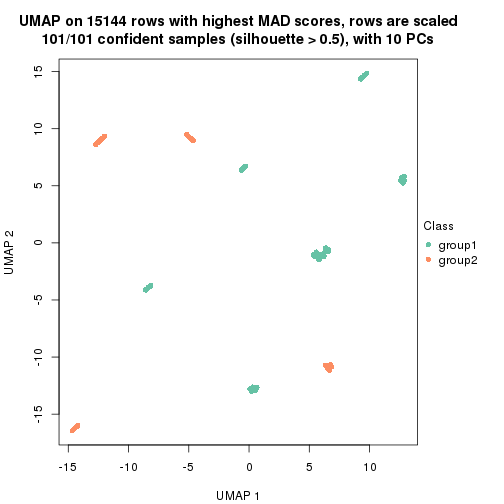 UMAP on 15144 rows with highest MAD scores, rows are scaled
101/101 confident samples (silhouette > 0.5), with 10 PCs
15
10
5
0
-5
-10
-15
UMAP 2
-15
-10
-5
0
5
10
UMAP 1
Class
group1
group2